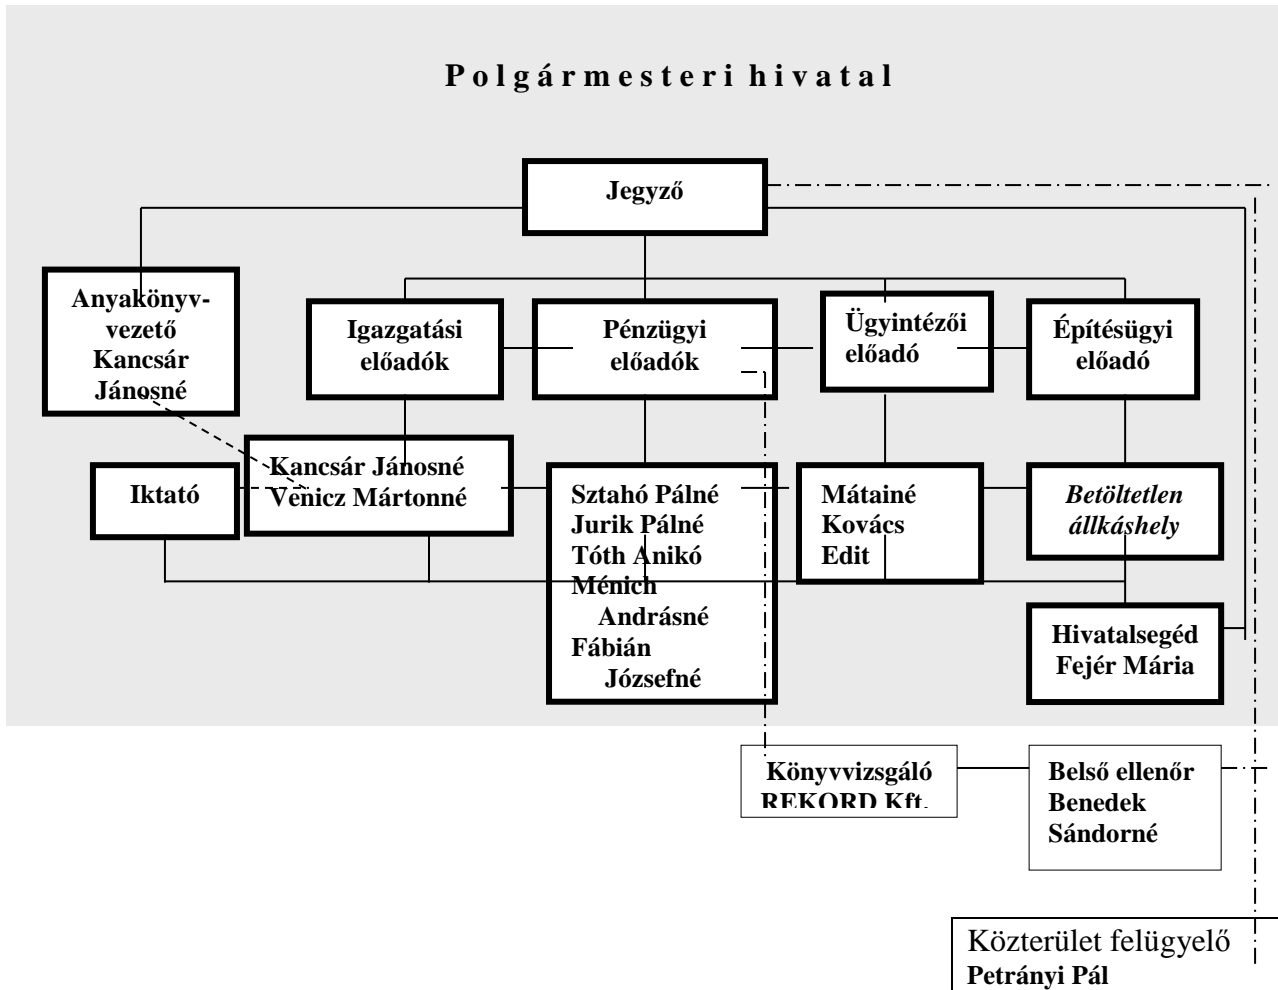 Polgármesteri hivatal
Jegyző
Anyakönyv-
vezető
Kancsár
Jánosné
Igazgatási
előadók
Pénzügyi
előadók
Ügyintézői
előadó
Építésügyi
előadó
Iktató
Kancsár Jánosné
Venicz Mártonné
Sztahó Pálné
Jurik Pálné
Tóth Anikó
Ménich
Andrásné
Fábián
Józsefné
Mátainé
Kovács
Edit
Betöltetlen
állkáshely
Hivatalsegéd
Fejér Mária
Könyvvizsgáló
REKORD Kft.
Belső ellenőr
Benedek
Sándorné
Közterület felügyelő
Petrányi Pál